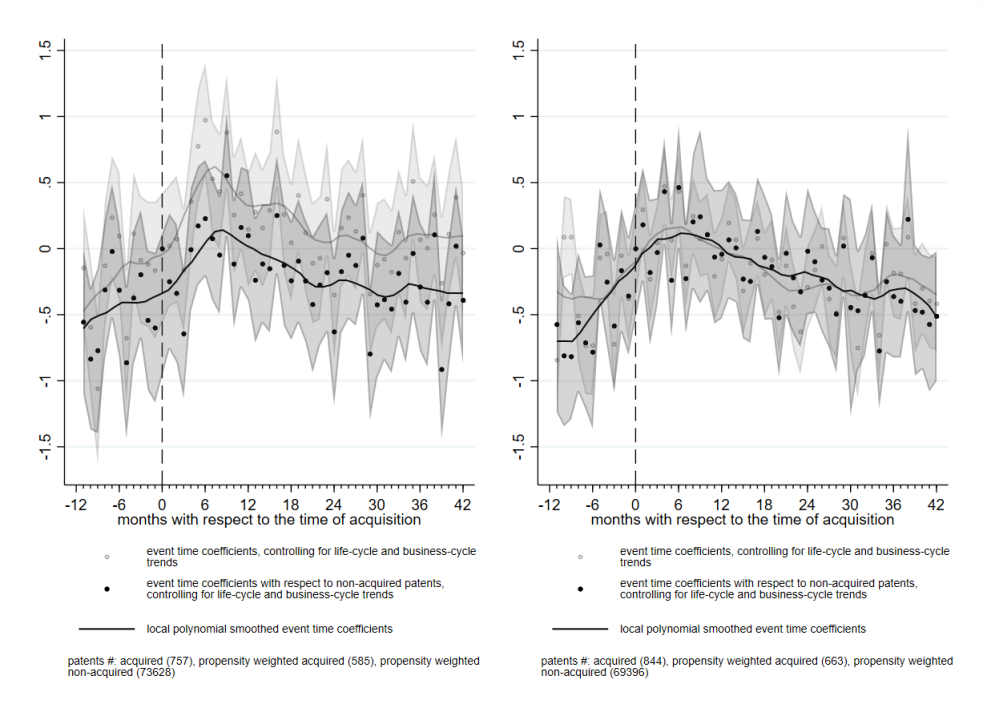 1.5
1
.5
0
-.5
-1
-1.5
-12 -6 0 6 12 18 24 30 36 42
months with respect to the time of acquisition
event time coefficients, controlling for life-cycle and business-cycle
trends
event time coefficients with respect to non-acquired patents,
controlling for life-cycle and business-cycle trends
local polynomial smoothed event time coefficients
patents #: acquired (757), propensity weighted acquired (585), propensity weighted
non-acquired (73628)
1.5
1
.5
0
-.5
-1
-1.5
-12 -6 0 6 12 18 24 30 36 42
months with respect to the time of acquisition
event time coefficients, controlling for life-cycle and business-cycle
trends
event time coefficients with respect to non-acquired patents,
controlling for life-cycle and business-cycle trends
local polynomial smoothed event time coefficients
patents #: acquired (844), propensity weighted acquired (663), propensity weighted
non-acquired (69396)